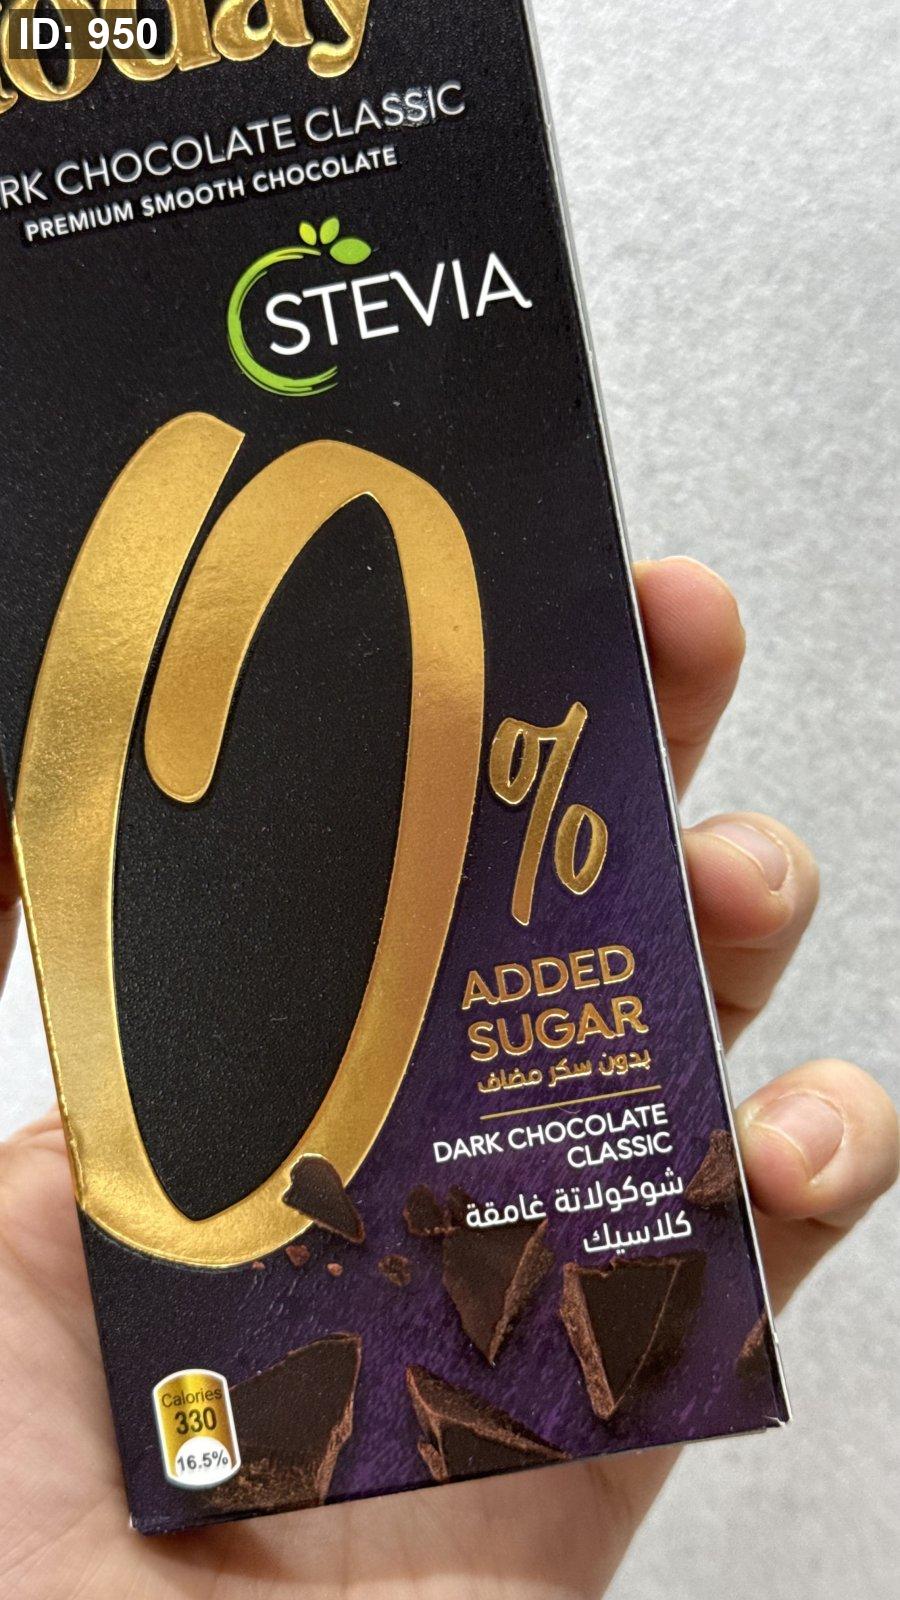 ID: 950
DARK CHOCOLATE CLASSIC
PREMIUM SMOOTH CHOCOLATE
STEVIA
0%
ADDED
SUGAR
بدون سكر مضاف
DARK CHOCOLATE
CLASSIC
شوكولاتة غامقة
كلاسيك
Calories
330
16.5%